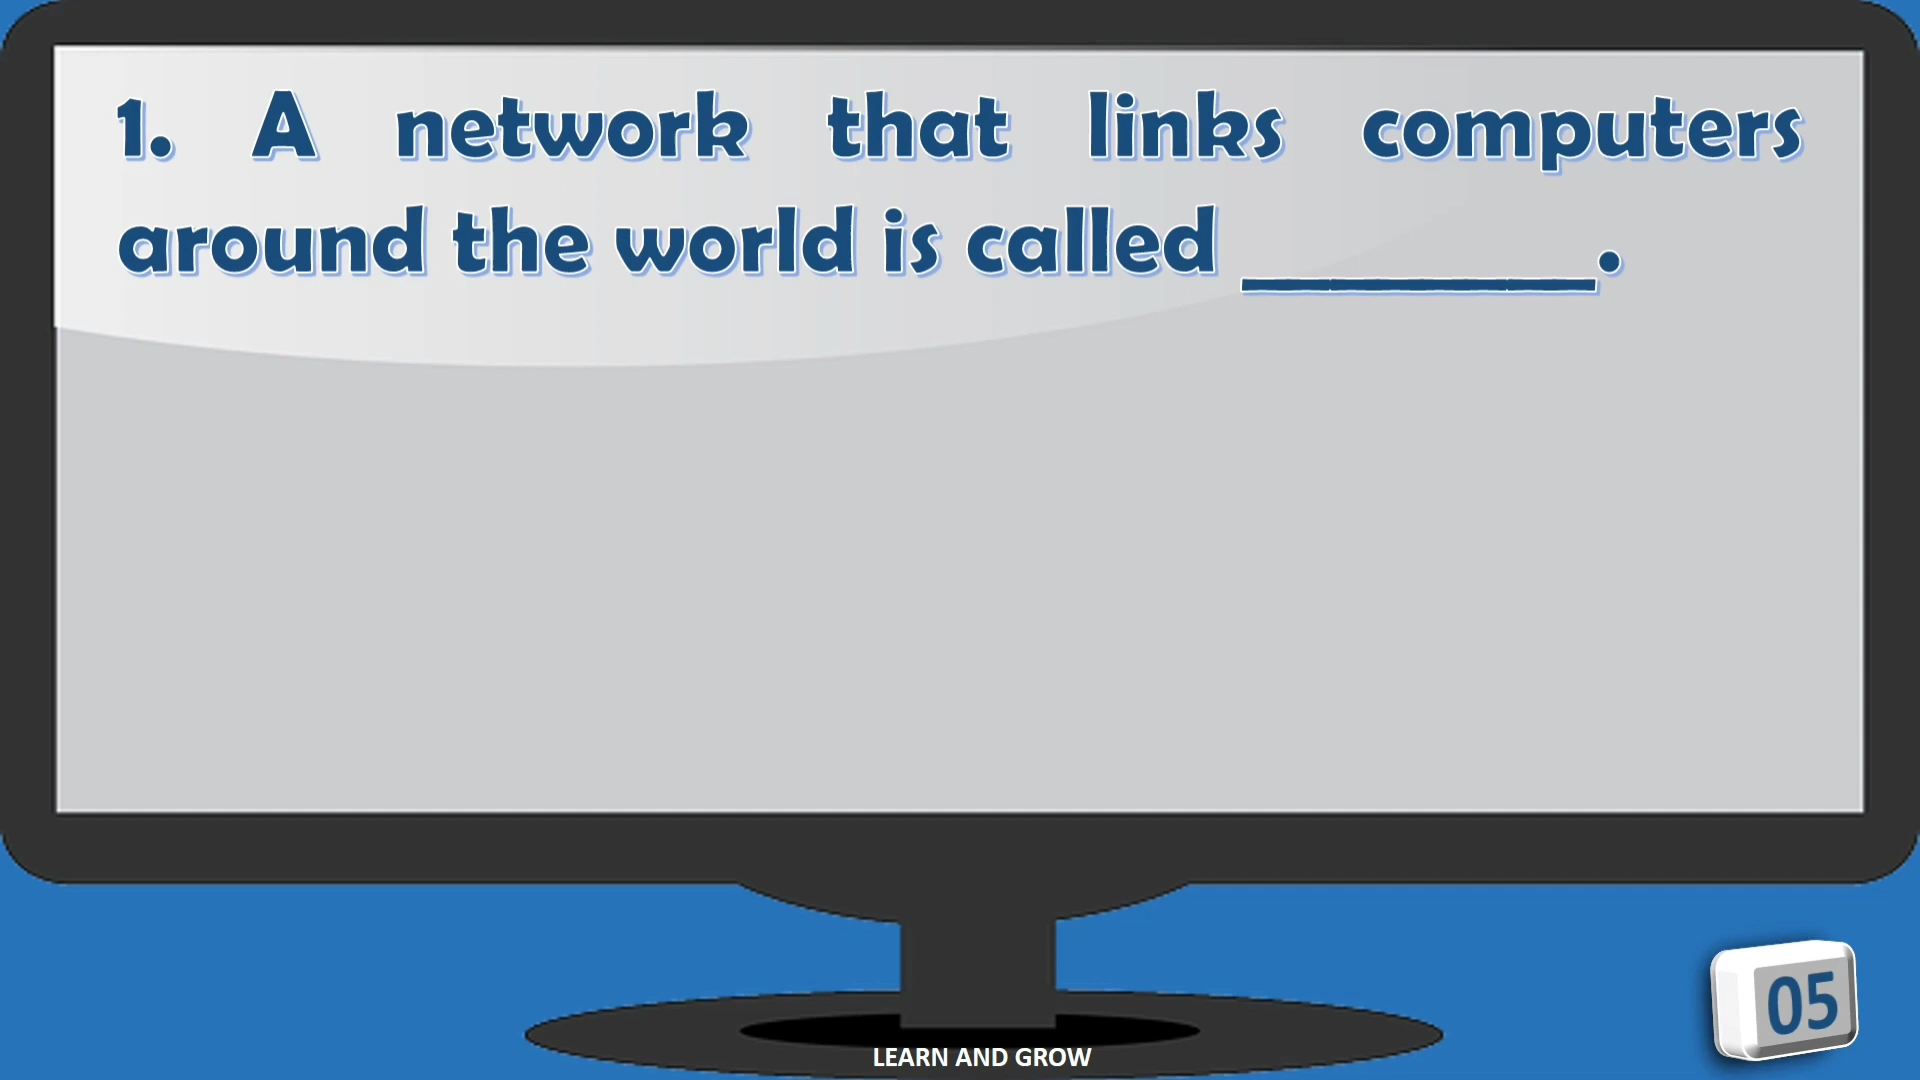 1. A network that links computers
around the world is called ________.
05
LEARN AND GROW